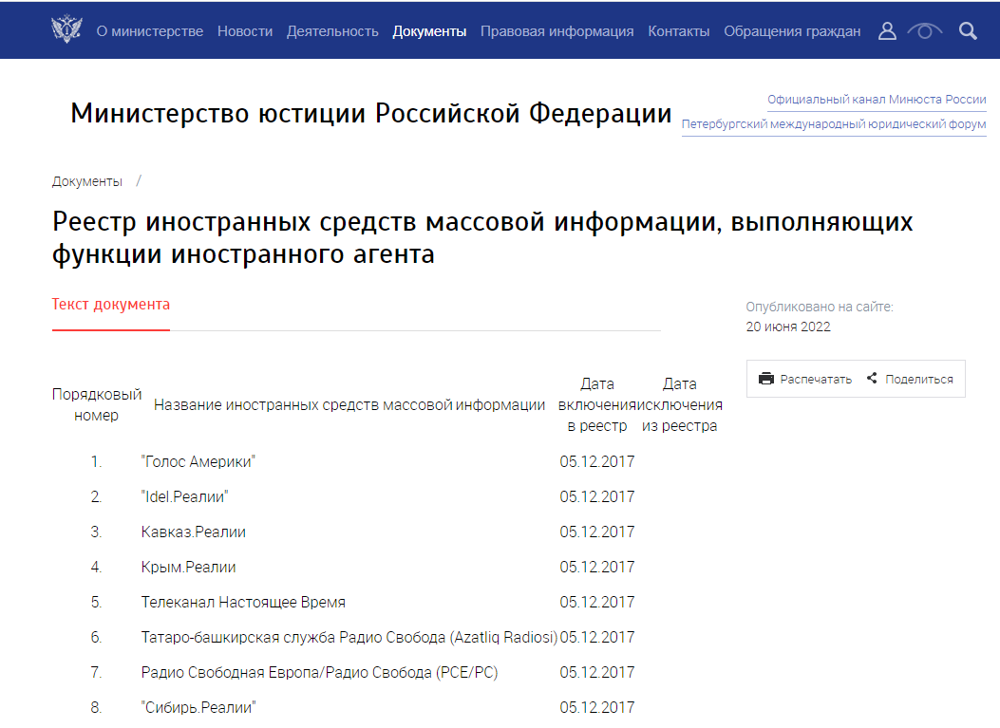 О министерстве Новости Деятельность Документы Правовая информация Контакты Обращения граждан
Министерство юстиции Российской Федерации
Официальный канал Минюста России
Петербургский международный юридический форум
Документы /
Реестр иностранных средств массовой информации, выполняющих
функции иностранного агента
Текст документа
Опубликовано на сайте:
20 июня 2022
Распечатать Поделиться
Порядковый номер
Название иностранных средств массовой информации
Дата включения в реестр
Дата исключения из реестра
1. "Голос Америки" 05.12.2017
2. "Idel.Реалии" 05.12.2017
3. Кавказ.Реалии 05.12.2017
4. Крым.Реалии 05.12.2017
5. Телеканал Настоящее Время 05.12.2017
6. Татаро-башкирская служба Радио Свобода (Azatliq Radiosi) 05.12.2017
7. Радио Свободная Европа/Радио Свобода (PCE/PC) 05.12.2017
8. "Сибирь.Реалии" 05.12.2017